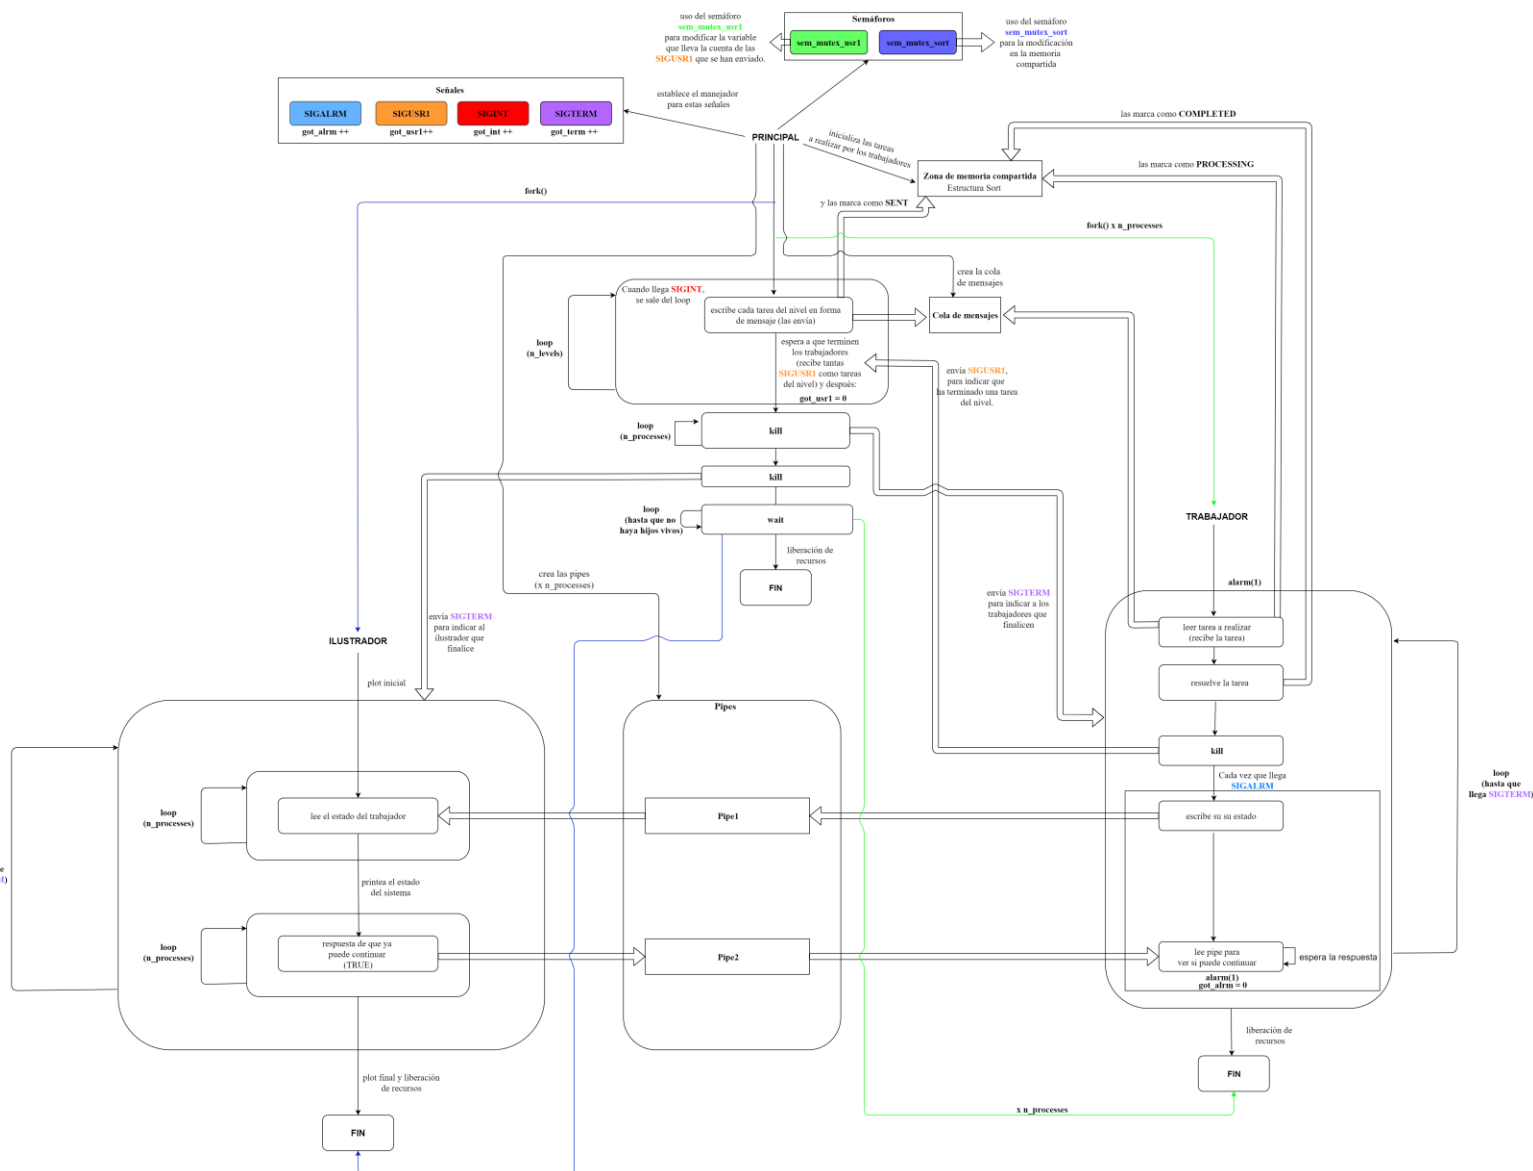 uso del semáforo
sem_mutex_usr1
para modificar la variable
que lleva la cuenta de las
SIGUSR1 que se han enviado.
Semáforos
sem_mutex_usr1
sem_mutex_sort
uso del semáforo
sem_mutex_sort
para la modificación
en la memoria
compartida
Señales
SIGALRM
SIGUSR1
SIGINT
SIGTERM
got_alrm ++
got_usr1++
got_int ++
got_term ++
establece el manejador
para estas señales
PRINCIPAL
inicializa las tareas
a realizar por los trabajadores
las marca como COMPLETED
las marca como PROCESSING
Zona de memoria compartida
Estructura Sort
fork()
y las marca como SENT
fork() x n_processes
crea la cola
de mensajes
Cola de mensajes
Cuando llega SIGINT,
se sale del loop
escribe cada tarea del nivel en forma
de mensaje (las envía)
loop
(n_levels)
espera a que terminen
los trabajadores
(recibe tantas
SIGUSR1 como tareas
del nivel) y después:
got_usr1 = 0
envía SIGUSR1,
para indicar que
ha terminado una tarea
del nivel.
loop
(n_processes)
kill
kill
loop
(hasta que no
haya hijos vivos)
wait
liberación de
recursos
FIN
TRABAJADOR
alarm(1)
crea las pipes
(x n_processes)
envía SIGTERM
para indicar al
ilustrador que
finalice
envía SIGTERM
para indicar a los
trabajadores que
finalicen
leer tarea a realizar
(recibe la tarea)
ILUSTRADOR
plot inicial
resuelve la tarea
Pipes
kill
Cada vez que llega
SIGALRM
loop
(hasta que
llega SIGTERM)
loop
(n_processes)
lee el estado del trabajador
Pipe1
escribe su su estado
printea el estado
del sistema
loop
(n_processes)
respuesta de que ya
puede continuar
(TRUE)
Pipe2
lee pipe para
ver si puede continuar
espera la respuesta
alarm(1)
got_alrm = 0
liberación de
recursos
FIN
plot final y liberación
de recursos
x n_processes
FIN